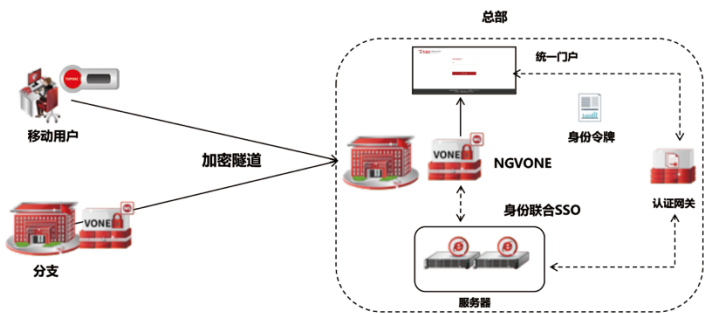 总部
统一门户
移动用户
身份令牌
加密隧道
VONE
NGVONE
认证网关
身份联合SSO
VONE
分支
服务器